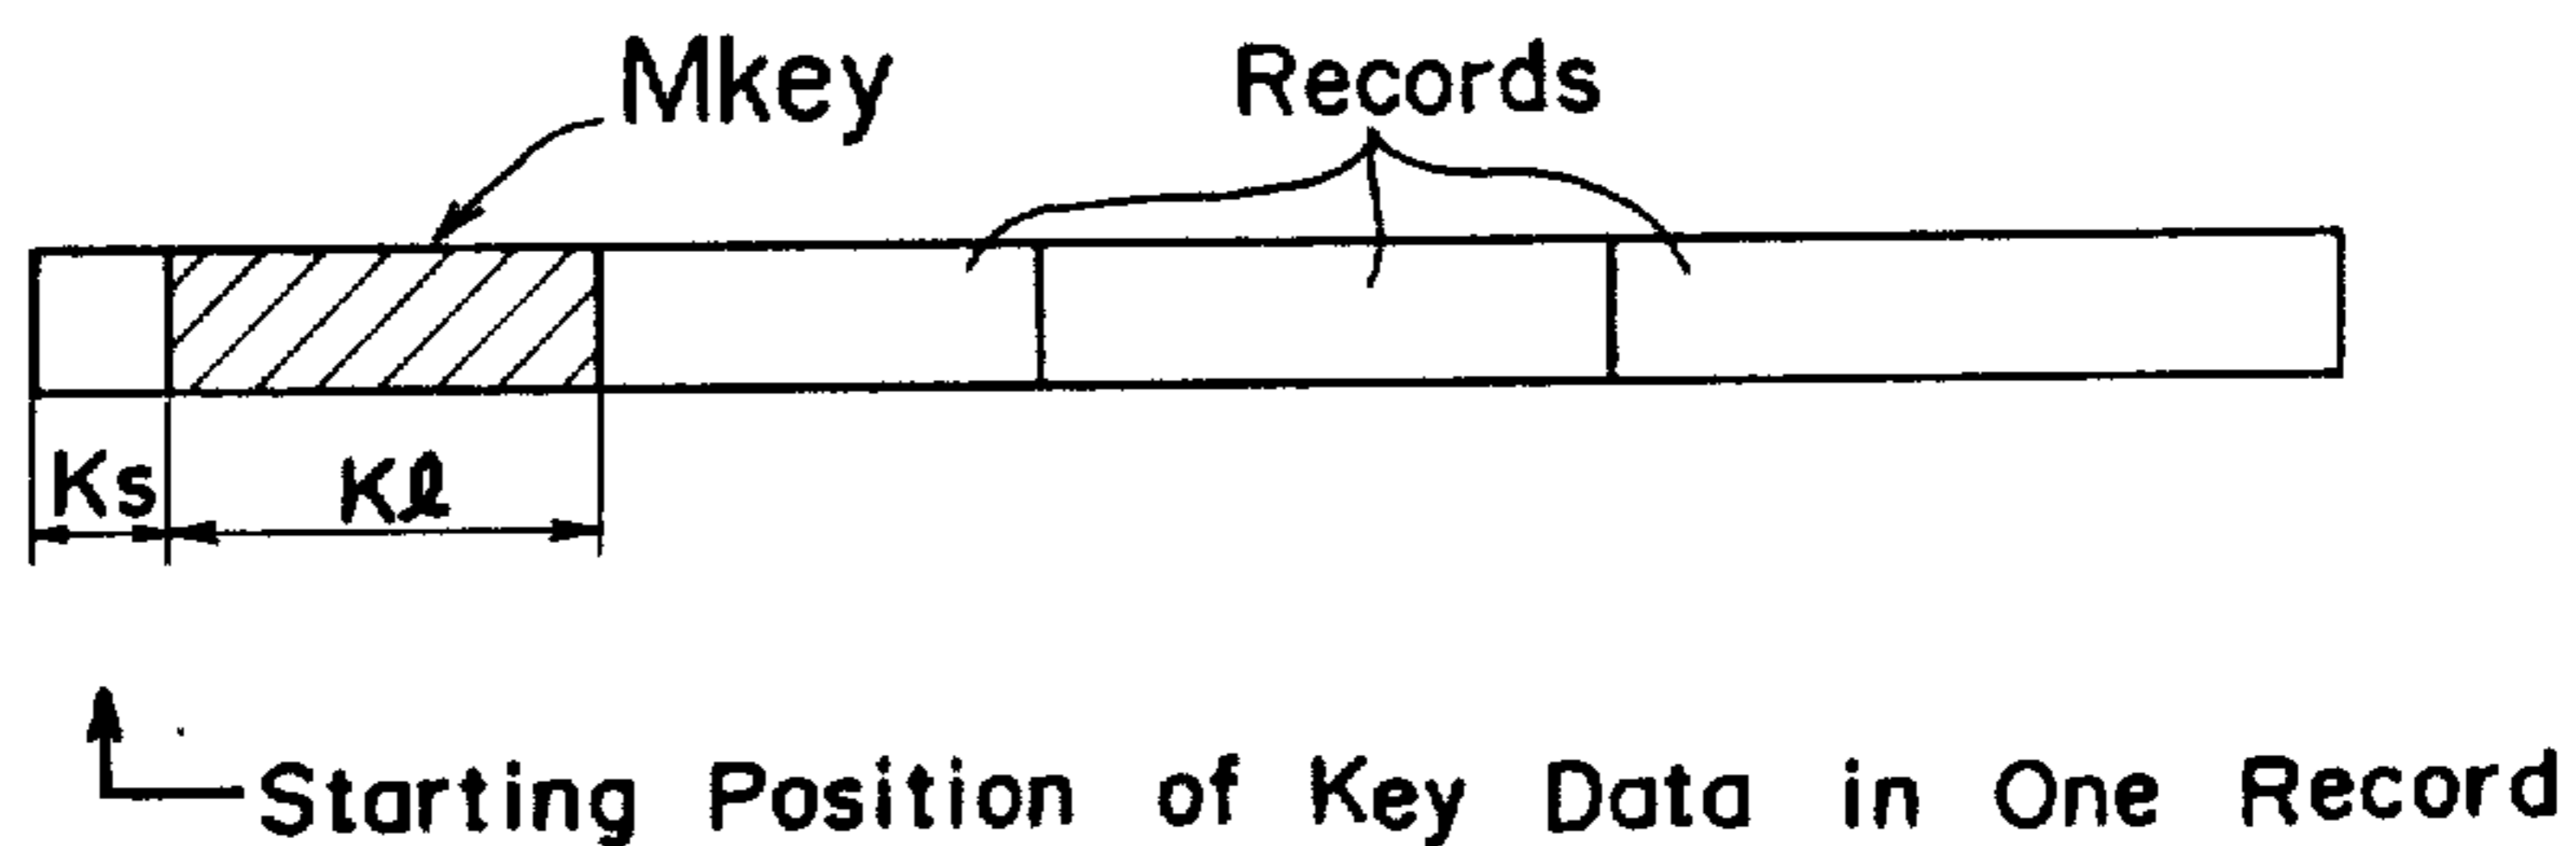 Mkey Records
Ks Kℓ
Starting Position of Key Data in One Record